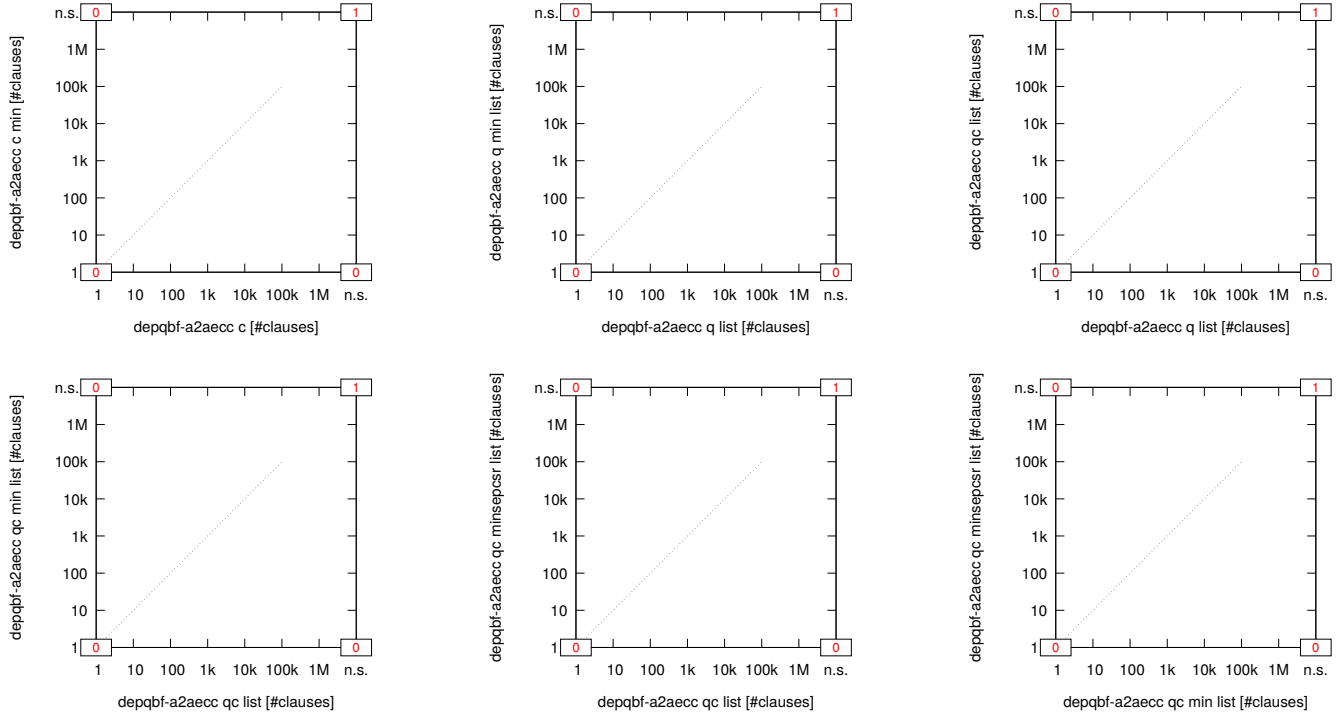 n.s. 0 1
1M
100k
10k
1k
100
10
1 0 0
1 10 100 1k 10k 100k 1M n.s.
depqbf-a2aecc c min [#clauses]
depqbf-a2aecc c [#clauses]
n.s. 0 1
1M
100k
10k
1k
100
10
1 0 0
1 10 100 1k 10k 100k 1M n.s.
depqbf-a2aecc q min list [#clauses]
depqbf-a2aecc q list [#clauses]
n.s. 0 1
1M
100k
10k
1k
100
10
1 0 0
1 10 100 1k 10k 100k 1M n.s.
depqbf-a2aecc qc list [#clauses]
depqbf-a2aecc q list [#clauses]
n.s. 0 1
1M
100k
10k
1k
100
10
1 0 0
1 10 100 1k 10k 100k 1M n.s.
depqbf-a2aecc qc min list [#clauses]
depqbf-a2aecc qc list [#clauses]
n.s. 0 1
1M
100k
10k
1k
100
10
1 0 0
1 10 100 1k 10k 100k 1M n.s.
depqbf-a2aecc qc minsepcsr list [#clauses]
depqbf-a2aecc qc list [#clauses]
n.s. 0 1
1M
100k
10k
1k
100
10
1 0 0
1 10 100 1k 10k 100k 1M n.s.
depqbf-a2aecc qc minsepcsr list [#clauses]
depqbf-a2aecc qc min list [#clauses]